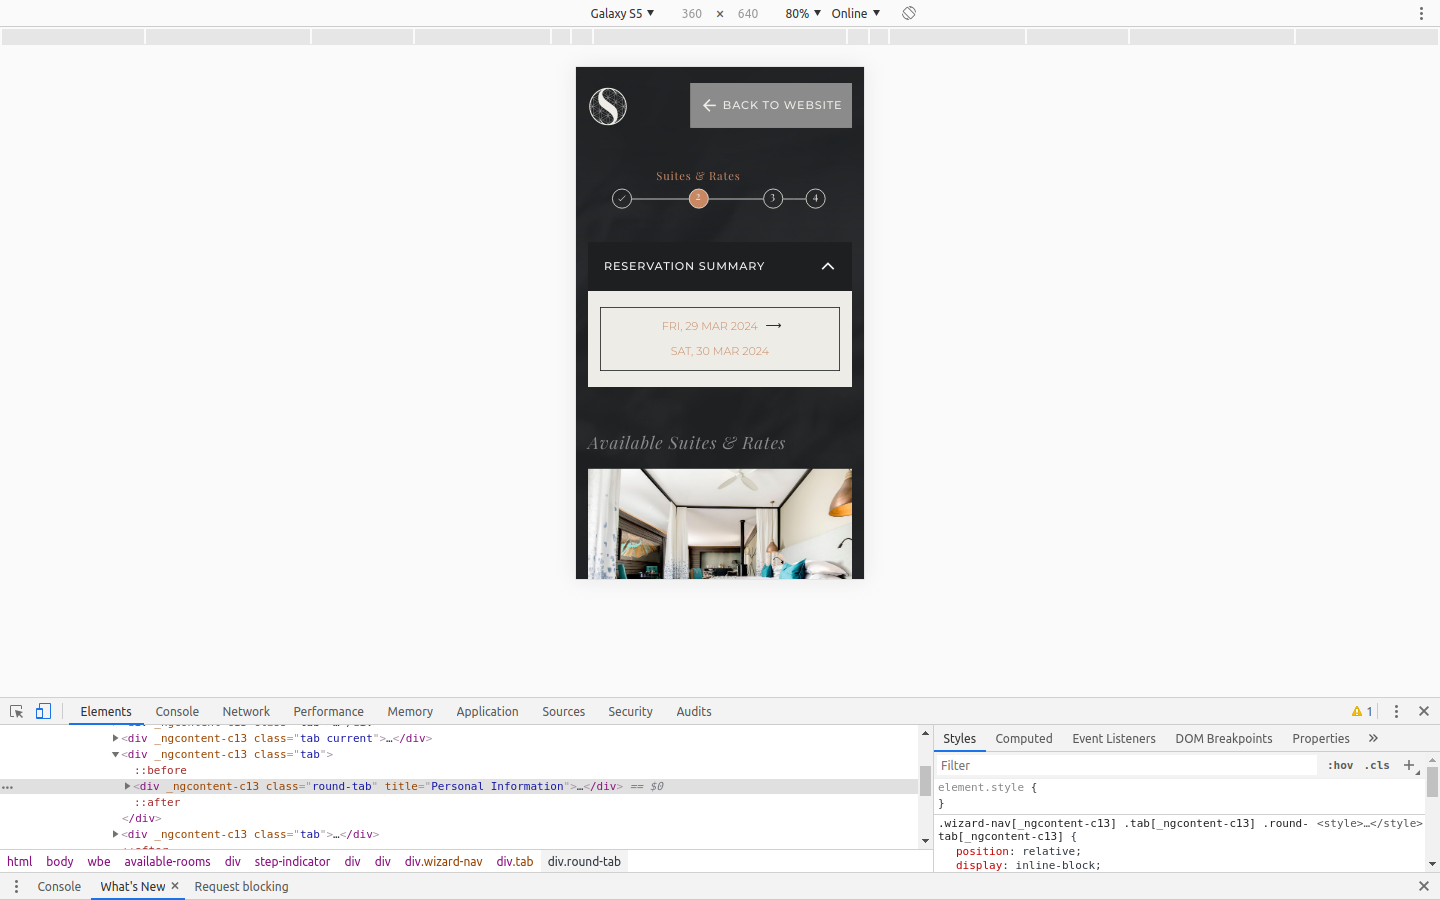 Galaxy S5 ▼ 360 × 640 80% ▼ Online ▼
BACK TO WEBSITE
Suites & Rates
2 3 4
RESERVATION SUMMARY
FRI, 29 MAR 2024 ⟶
SAT, 30 MAR 2024
Available Suites & Rates
Elements Console Network Performance Memory Application Sources Security Audits 1
<div _ngcontent-c13 class="tab current">…</div>
<div _ngcontent-c13 class="tab">
::before
<div _ngcontent-c13 class="round-tab" title="Personal Information">…</div> == $0
::after
</div>
<div _ngcontent-c13 class="tab">…</div>
html body wbe available-rooms div step-indicator div div div.wizard-nav div.tab div.round-tab
Styles Computed Event Listeners DOM Breakpoints Properties »
Filter :hov .cls +
element.style {
}
.wizard-nav[_ngcontent-c13] .tab[_ngcontent-c13] .round- <style>…</style>
tab[_ngcontent-c13] {
position: relative;
display: inline-block;
Console What's New × Request blocking